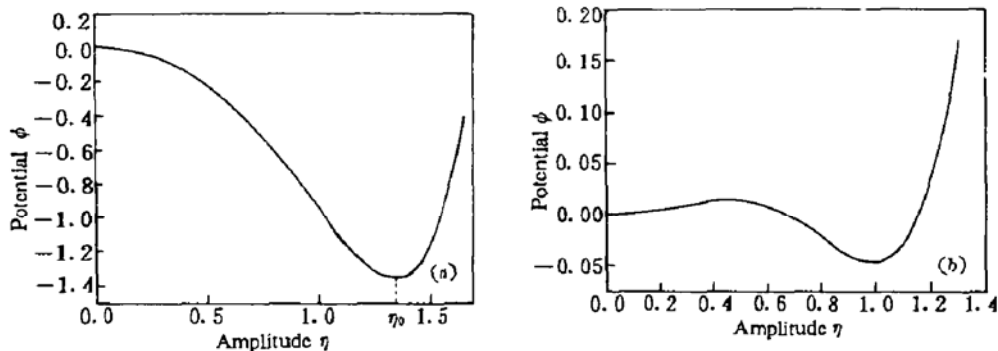 0.2
0.0
−0.2
−0.4
−0.6
−0.8
−1.0
−1.2
−1.4
Potential ϕ
(a)
0.0 0.5 1.0 η₀ 1.5
Amplitude η
0.20
0.15
0.10
0.05
0.00
−0.05
Potential ϕ
(b)
0.0 0.2 0.4 0.6 0.8 1.0 1.2 1.4
Amplitude η